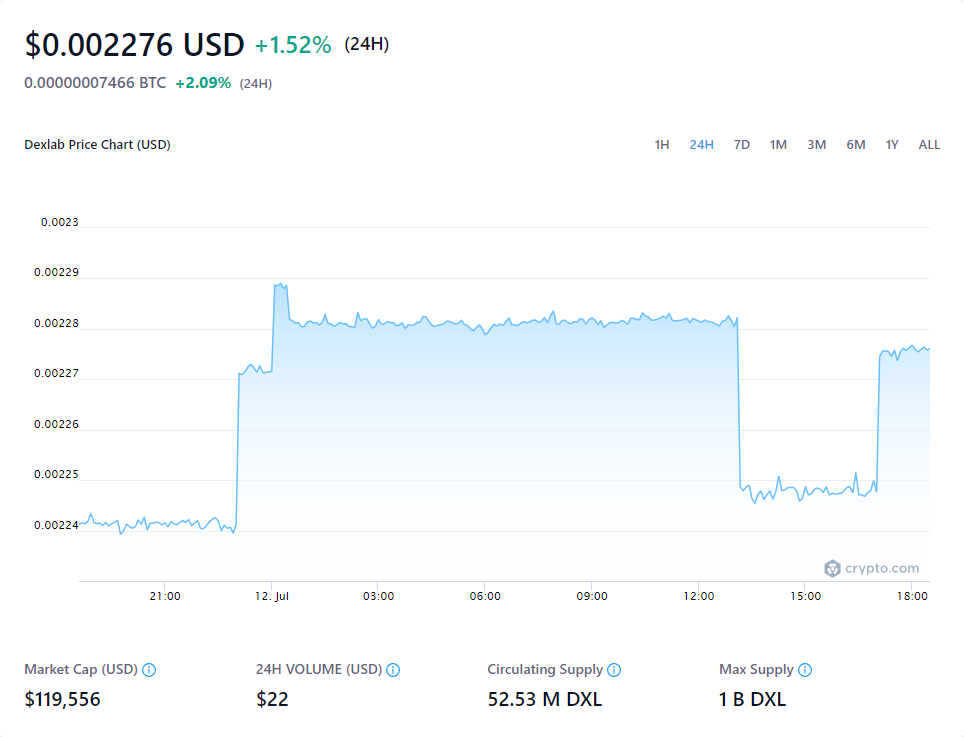 $0.002276 USD +1.52% (24H)
0.00000007466 BTC +2.09% (24H)
Dexlab Price Chart (USD) 1H 24H 7D 1M 3M 6M 1Y ALL
0.0023
0.00229
0.00228
0.00227
0.00226
0.00225
0.00224
crypto.com
21:00 12. Jul 03:00 06:00 09:00 12:00 15:00 18:00
Market Cap (USD) 24H VOLUME (USD) Circulating Supply Max Supply
$119,556 $22 52.53 M DXL 1 B DXL